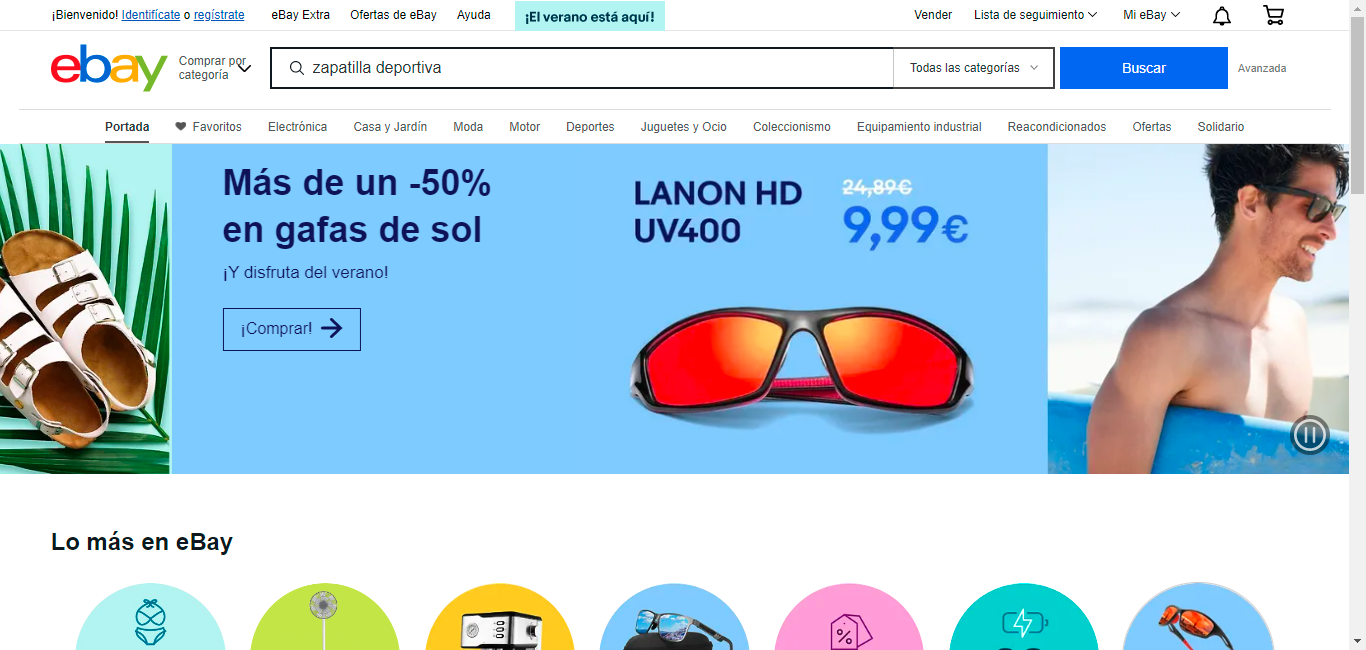 ¡Bienvenido! Identifícate o regístrate eBay Extra Ofertas de eBay Ayuda ¡El verano está aquí! Vender Lista de seguimiento Mi eBay
ebay Comprar por categoría zapatilla deportiva Todas las categorías Buscar Avanzada
Portada Favoritos Electrónica Casa y Jardín Moda Motor Deportes Juguetes y Ocio Coleccionismo Equipamiento industrial Reacondicionados Ofertas Solidario
Más de un -50%
en gafas de sol
¡Y disfruta del verano!
¡Comprar!
LANON HD
UV400
24,89€
9,99€
Lo más en eBay
%